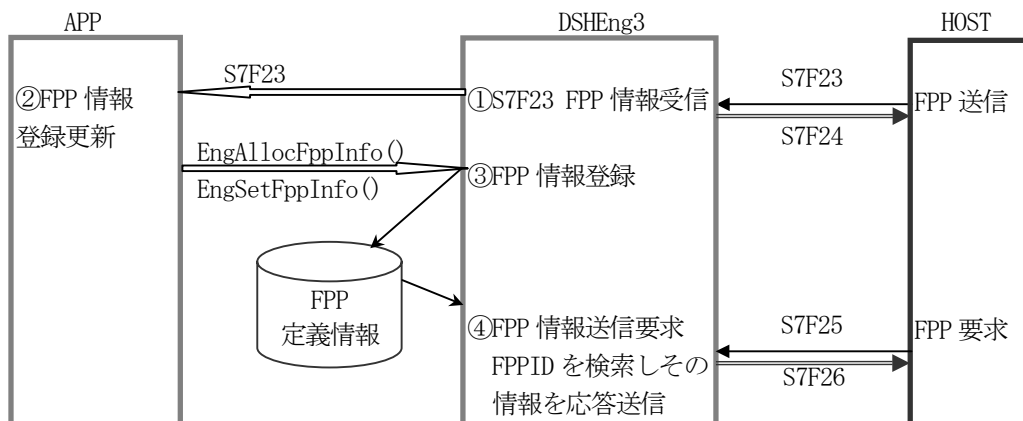 APP
DSHEng3
HOST
S7F23
②FPP 情報
登録更新
①S7F23 FPP 情報受信
S7F23
FPP 送信
S7F24
EngAllocFppInfo()
EngSetFppInfo()
③FPP 情報登録
FPP
定義情報
④FPP 情報送信要求
FPPID を検索しその
情報を応答送信
S7F25
FPP 要求
S7F26